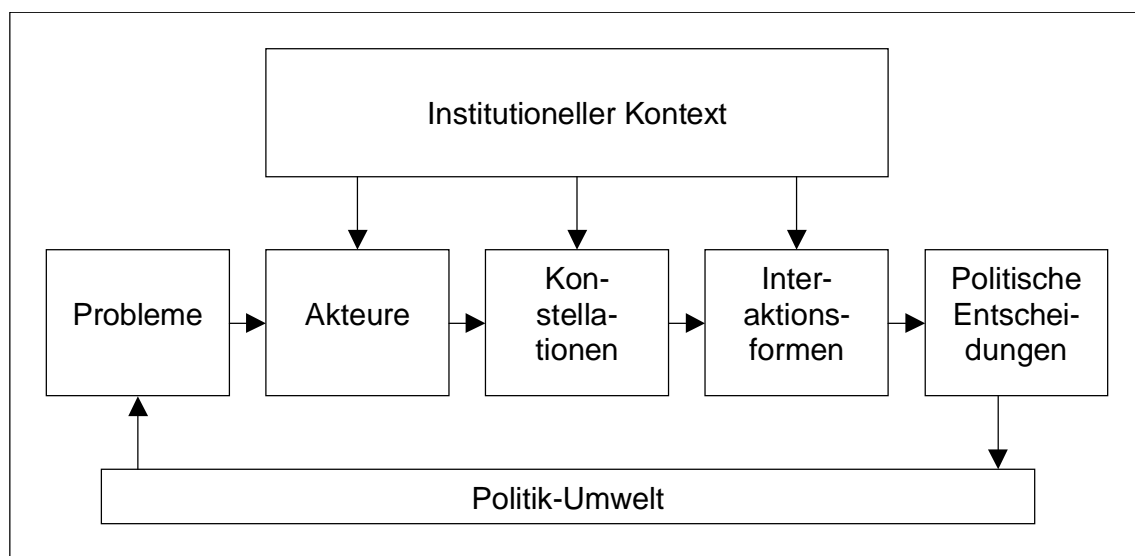 Institutioneller Kontext
Probleme
Akteure
Kon-
stella-
tionen
Inter-
aktions-
formen
Politische
Entschei-
dungen
Politik-Umwelt